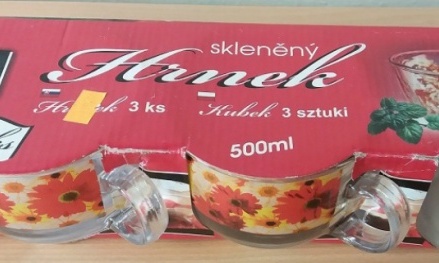 skleněný
Hrnek
3 ks
Kubek 3 sztuki
500ml